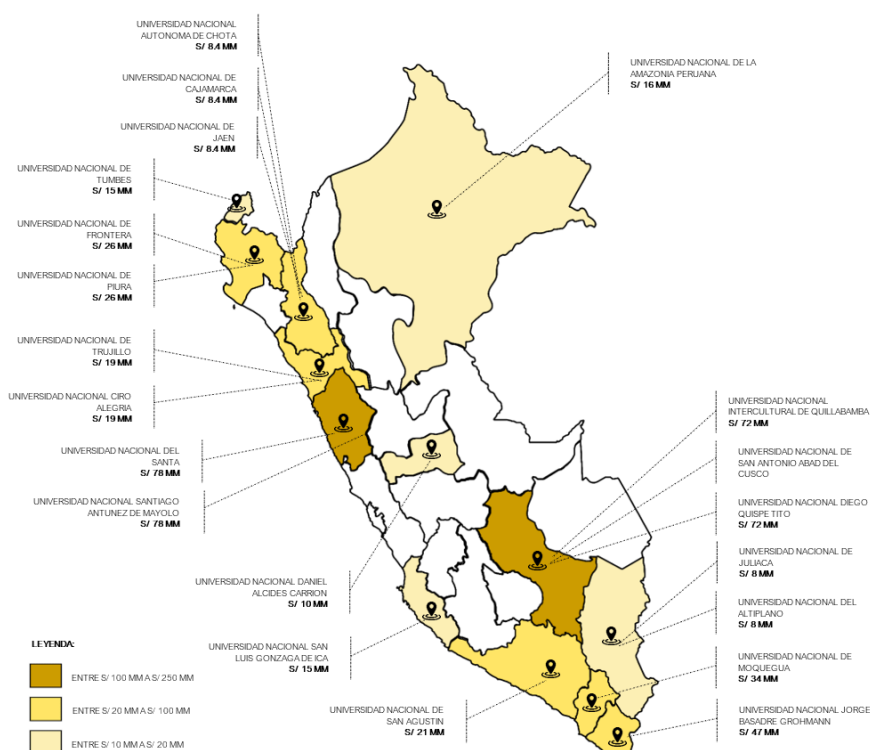 UNIVERSIDAD NACIONAL
AUTONOMA DE CHOTA
S/ 8.4 MM
UNIVERSIDAD NACIONAL DE
CAJAMARCA
S/ 8.4 MM
UNIVERSIDAD NACIONAL DE
JAEN
S/ 8.4 MM
UNIVERSIDAD NACIONAL DE
TUMBES
S/ 15 MM
UNIVERSIDAD NACIONAL DE
FRONTERA
S/ 26 MM
UNIVERSIDAD NACIONAL DE
PIURA
S/ 26 MM
UNIVERSIDAD NACIONAL DE
TRUJILLO
S/ 19 MM
UNIVERSIDAD NACIONAL CIRO
ALEGRIA
S/ 19 MM
UNIVERSIDAD NACIONAL DEL
SANTA
S/ 78 MM
UNIVERSIDAD NACIONAL SANTIAGO
ANTUNEZ DE MAYOLO
S/ 78 MM
UNIVERSIDAD NACIONAL DANIEL
ALCIDES CARRION
S/ 10 MM
UNIVERSIDAD NACIONAL SAN
LUIS GONZAGA DE ICA
S/ 15 MM
UNIVERSIDAD NACIONAL DE
SAN AGUSTIN
S/ 21 MM
UNIVERSIDAD NACIONAL DE LA
AMAZONIA PERUANA
S/ 16 MM
UNIVERSIDAD NACIONAL
INTERCULTURAL DE QUILLABAMBA
S/ 72 MM
UNIVERSIDAD NACIONAL DE
SAN ANTONIO ABAD DEL
CUSCO
UNIVERSIDAD NACIONAL DIEGO
QUISPE TITO
S/ 72 MM
UNIVERSIDAD NACIONAL DE
JULIACA
S/ 8 MM
UNIVERSIDAD NACIONAL DEL
ALTIPLANO
S/ 8 MM
UNIVERSIDAD NACIONAL DE
MOQUEGUA
S/ 34 MM
UNIVERSIDAD NACIONAL JORGE
BASADRE GROHMANN
S/ 47 MM
LEYENDA:
ENTRE S/ 100 MM A S/ 250 MM
ENTRE S/ 20 MM A S/ 100 MM
ENTRE S/ 10 MM A S/ 20 MM